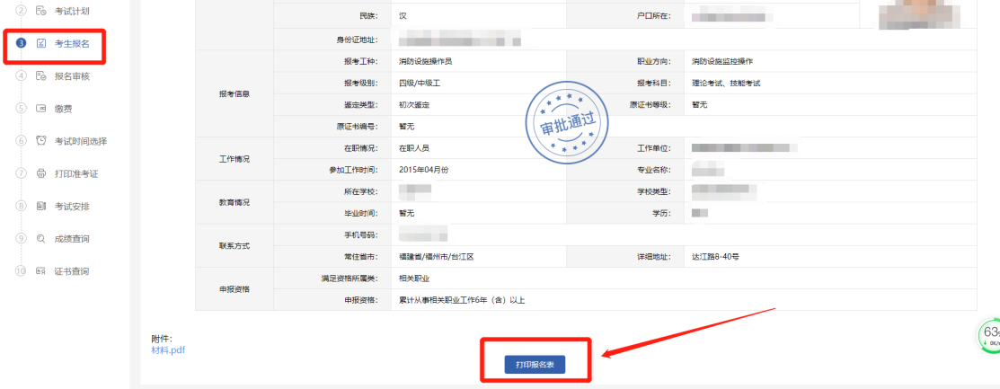 ② 考试计划
民族： 汉 户口所在：
③ 考生报名
身份证地址：
报考工种： 消防设施操作员 职业方向： 消防设施监控操作
④ 报名审核
报考级别： 四级/中级工 报考科目： 理论考试、技能考试
报考信息
⑤ 缴费
鉴定类型： 初次鉴定 原证书等级： 暂无
审批通过
原证书编号： 暂无
⑥ 考试时间选择
在职情况： 在职人员 工作单位：
工作情况
⑦ 打印准考证
参加工作时间： 2015年04月份 专业名称：
所在学校： 学校类型：
教育情况
⑧ 考试安排
毕业时间： 暂无 学历：
手机号码：
⑨ 成绩查询
联系方式
常住省市： 福建省/福州市/台江区 详细地址： 达江路8-40号
⑩ 证书查询
满足资格所属类： 相关职业
申报资格
申报资格： 累计从事相关职业工作6年（含）以上
附件：
材料.pdf
打印报名表